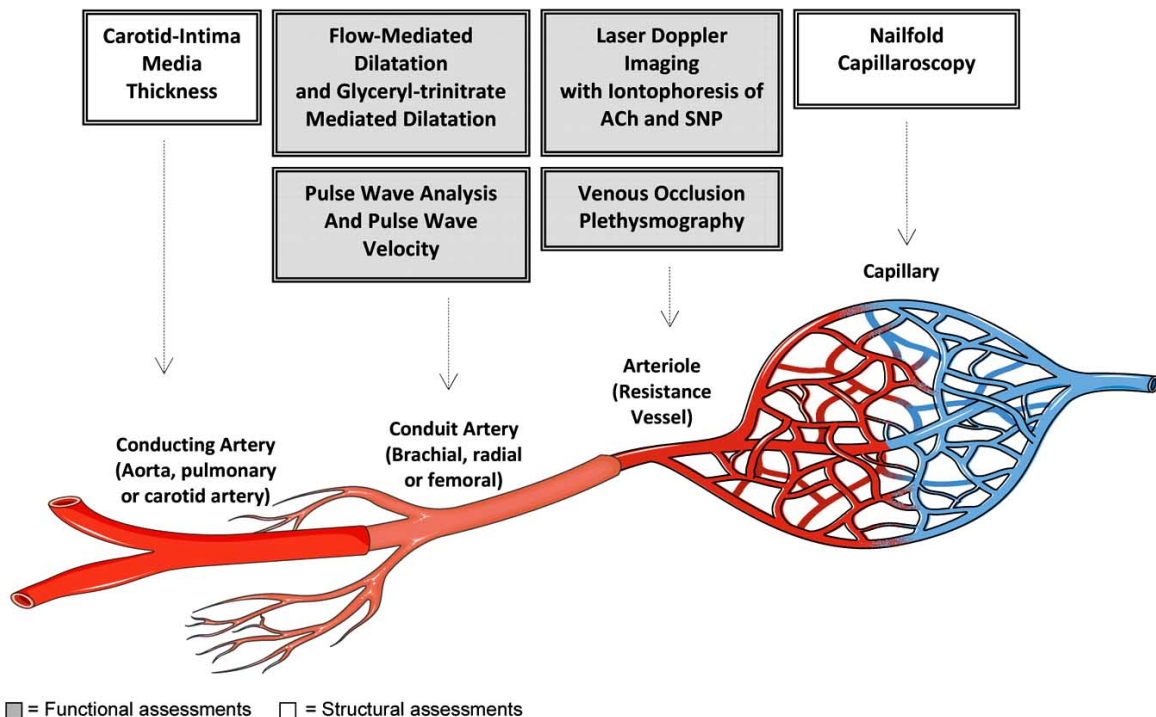 Carotid-Intima
Media
Thickness
Flow-Mediated
Dilatation
and Glyceryl-trinitrate
Mediated Dilatation
Laser Doppler
Imaging
with Iontophoresis of
ACh and SNP
Nailfold
Capillaroscopy
Pulse Wave Analysis
And Pulse Wave
Velocity
Venous Occlusion
Plethysmography
Capillary
Arteriole
(Resistance
Vessel)
Conduit Artery
(Brachial, radial
or femoral)
Conducting Artery
(Aorta, pulmonary
or carotid artery)
= Functional assessments
= Structural assessments